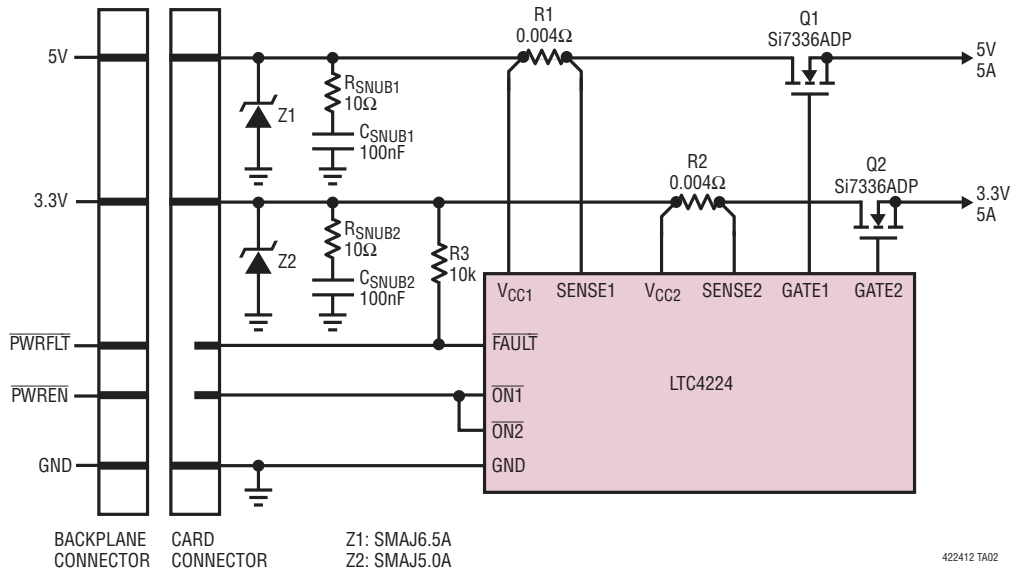 R1
0.004Ω
Q1
Si7336ADP
5V
5V
5A
RSNUB1
10Ω
Z1
CSNUB1
100nF
R2
0.004Ω
Q2
Si7336ADP
3.3V
3.3V
5A
RSNUB2
10Ω
Z2
R3
10k
CSNUB2
100nF
VCC1 SENSE1 VCC2 SENSE2 GATE1 GATE2
PWRFLT
FAULT
LTC4224
PWREN
ON1
ON2
GND
GND
BACKPLANE
CONNECTOR
CARD
CONNECTOR
Z1: SMAJ6.5A
Z2: SMAJ5.0A
422412 TA02